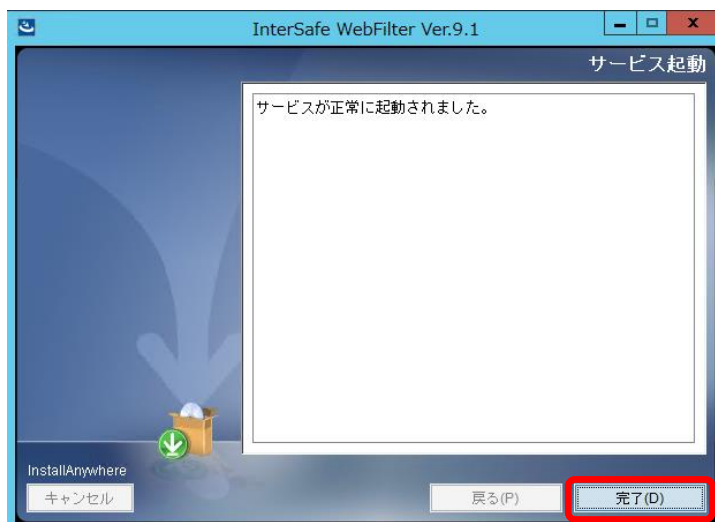 InterSafe WebFilter Ver.9.1
サービス起動
サービスが正常に起動されました。
InstallAnywhere
キャンセル
戻る(P)
完了(D)